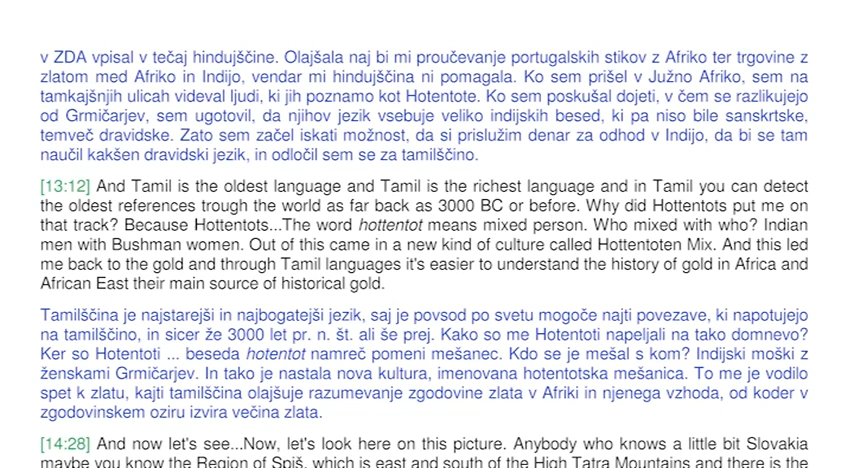 v ZDA vpisal v tečaj hindujščine. Olajšala naj bi mi proučevanje portugalskih stikov z Afriko ter trgovine z
zlatom med Afriko in Indijo, vendar mi hindujščina ni pomagala. Ko sem prišel v Južno Afriko, sem na
tamkajšnjih ulicah videval ljudi, ki jih poznamo kot Hotentote. Ko sem poskušal dojeti, v čem se razlikujejo
od Grmičarjev, sem ugotovil, da njihov jezik vsebuje veliko indijskih besed, ki pa niso bile sanskrtske,
temveč dravidske. Zato sem začel iskati možnost, da si prislužim denar za odhod v Indijo, da bi se tam
naučil kakšen dravidski jezik, in odločil sem se za tamilščino.
[13:12] And Tamil is the oldest language and Tamil is the richest language and in Tamil you can detect
the oldest references trough the world as far back as 3000 BC or before. Why did Hottentots put me on
that track? Because Hottentots...The word hottentot means mixed person. Who mixed with who? Indian
men with Bushman women. Out of this came in a new kind of culture called Hottentoten Mix. And this led
me back to the gold and through Tamil languages it's easier to understand the history of gold in Africa and
African East their main source of historical gold.
Tamilščina je najstarejši in najbogatejši jezik, saj je povsod po svetu mogoče najti povezave, ki napotujejo
na tamilščino, in sicer že 3000 let pr. n. št. ali še prej. Kako so me Hotentoti napeljali na tako domnevo?
Ker so Hotentoti ... beseda hotentot namreč pomeni mešanec. Kdo se je mešal s kom? Indijski moški z
ženskami Grmičarjev. In tako je nastala nova kultura, imenovana hotentotska mešanica. To me je vodilo
spet k zlatu, kajti tamilščina olajšuje razumevanje zgodovine zlata v Afriki in njenega vzhoda, od koder v
zgodovinskem oziru izvira večina zlata.
[14:28] And now let's see...Now, let's look here on this picture. Anybody who knows a little bit Slovakia
maybe you know the Region of Spiš, which is east and south of the High Tatra Mountains and there is the